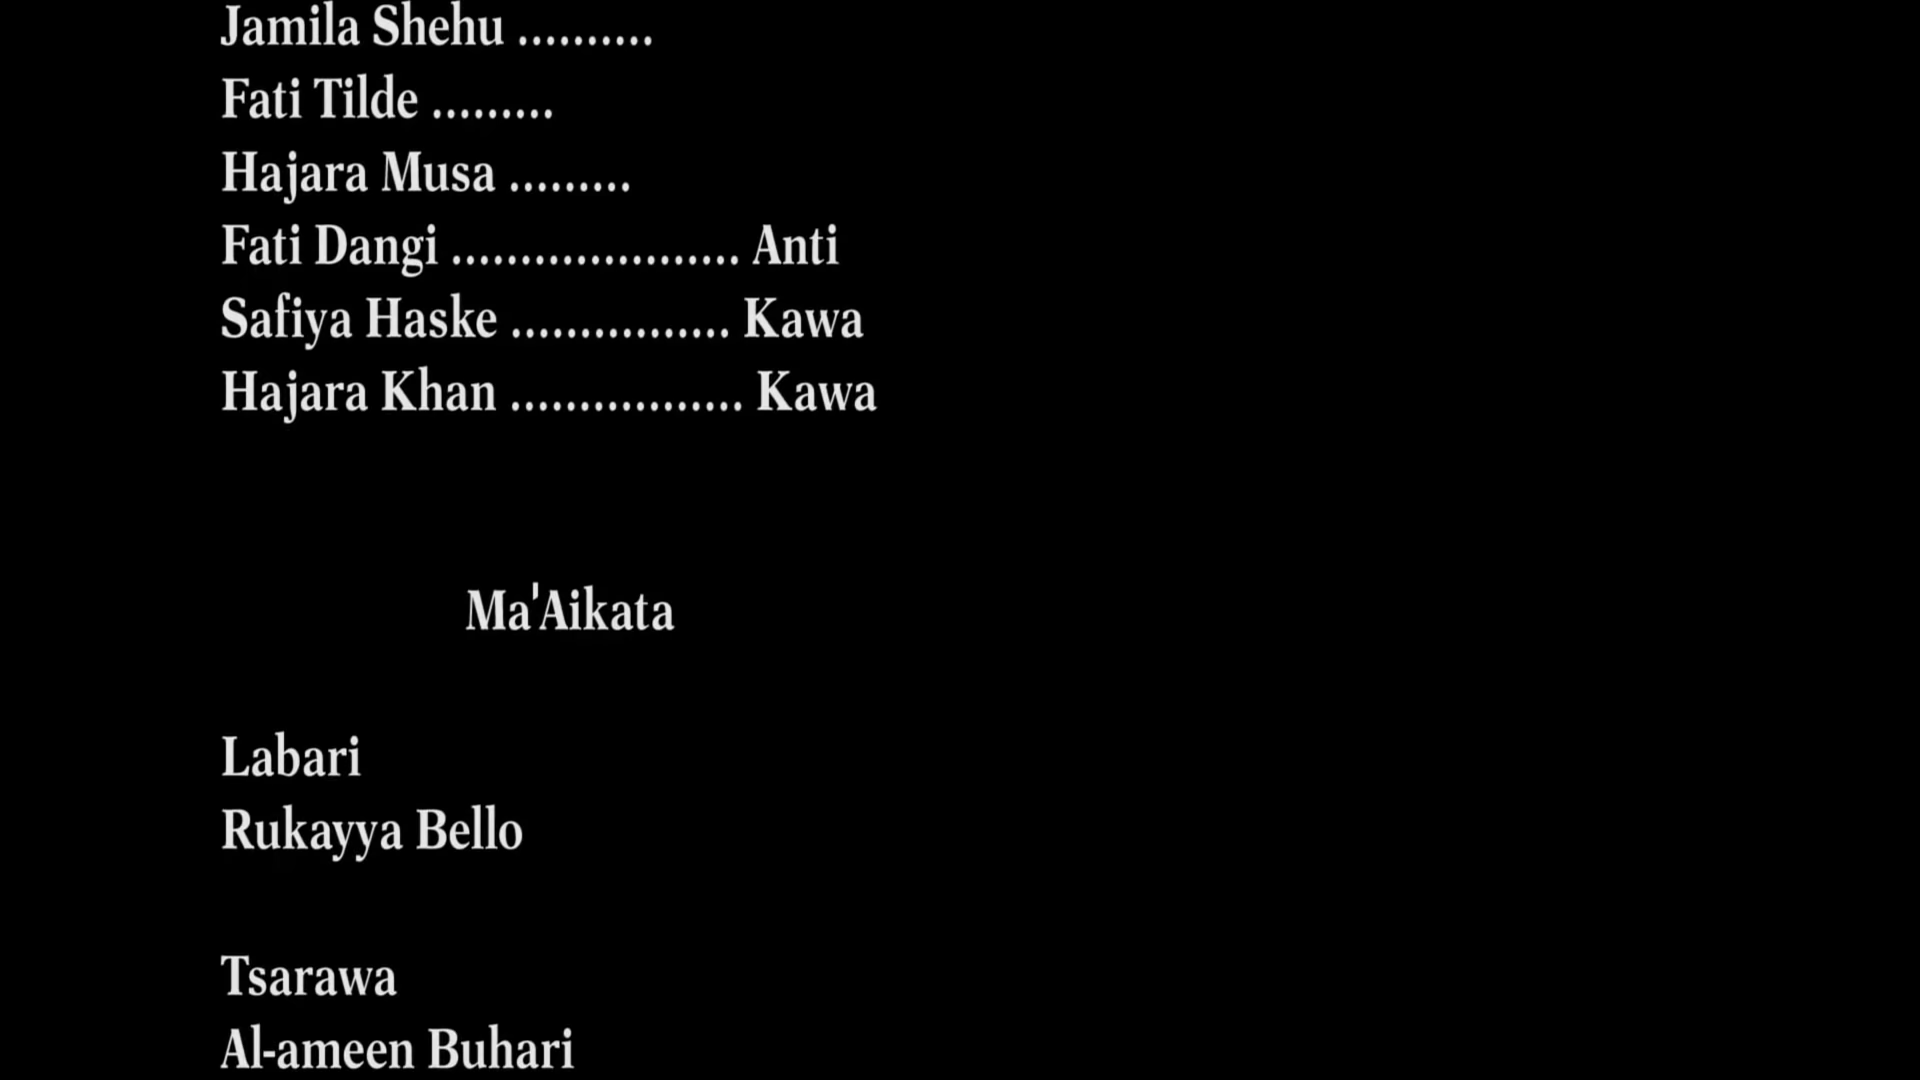 Jamila Shehu ..........
Fati Tilde .........
Hajara Musa .........
Fati Dangi ..................... Anti
Safiya Haske ................ Kawa
Hajara Khan ................. Kawa
Ma'Aikata
Labari
Rukayya Bello
Tsarawa
Al-ameen Buhari